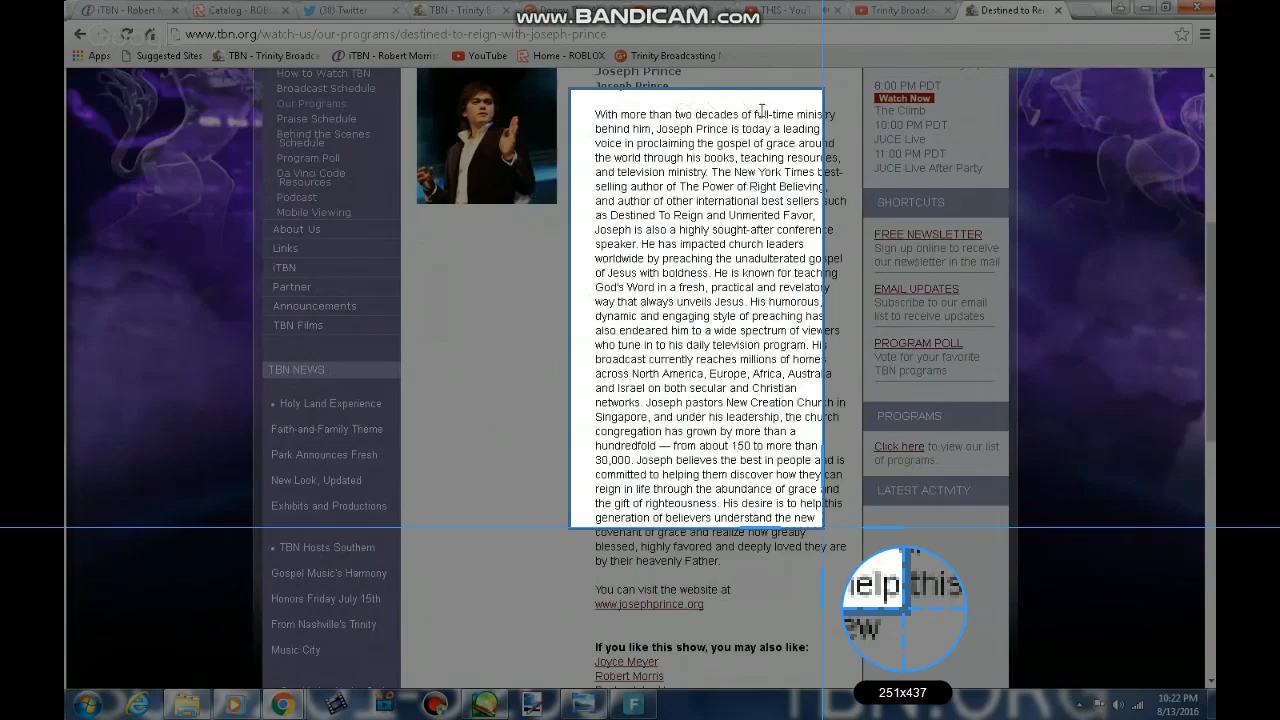 www.BANDICAM.com
iTBN - Robert M
Catalog - ROB
(38) Twitter
TBN - Trinity B
THIS - You
Trinity Broadc
Destined to Re
www.tbn.org/watch-us/our-programs/destined-to-reign-with-joseph-prince
Apps
Suggested Sites
TBN - Trinity Broadc
iTBN - Robert Morris
YouTube
Home - ROBLOX
Trinity Broadcasting
How to Watch TBN
Broadcast Schedule
Our Programs
Praise Schedule
Behind the Scenes
Schedule
Program Poll
Da Vinci Code
Resources
Podcast
Mobile Viewing
About Us
Links
iTBN
Partner
Announcements
TBN Films
TBN NEWS
Holy Land Experience
Faith-and-Family Theme
Park Announces Fresh
New Look, Updated
Exhibits and Productions
TBN Hosts Southern
Gospel Music's Harmony
Honors Friday July 15th
From Nashville's Trinity
Music City
Joseph Prince
Joseph Prince
With more than two decades of full-time ministry
behind him, Joseph Prince is today a leading
voice in proclaiming the gospel of grace around
the world through his books, teaching resources,
and television ministry. The New York Times best-
selling author of The Power of Right Believing,
and author of other international best sellers such
as Destined To Reign and Unmerited Favor,
Joseph is also a highly sought-after conference
speaker. He has impacted church leaders
worldwide by preaching the unadulterated gospel
of Jesus with boldness. He is known for teaching
God's Word in a fresh, practical and revelatory
way that always unveils Jesus. His humorous,
dynamic and engaging style of preaching has
also endeared him to a wide spectrum of viewers
who tune in to his daily television program. His
broadcast currently reaches millions of homes
across North America, Europe, Africa, Australia
and Israel on both secular and Christian
networks. Joseph pastors New Creation Church in
Singapore, and under his leadership, the church
congregation has grown by more than a
hundredfold — from about 150 to more than
30,000. Joseph believes the best in people and is
committed to helping them discover how they can
reign in life through the abundance of grace and
the gift of righteousness. His desire is to help this
generation of believers understand the new
covenant of grace and realize how greatly
blessed, highly favored and deeply loved they are
by their heavenly Father.
You can visit the website at
www.josephprince.org
If you like this show, you may also like:
Joyce Meyer
Robert Morris
8:00 PM PDT
Watch Now
The Climb
10:00 PM PDT
JUCE Live
11:00 PM PDT
JUCE Live After Party
SHORTCUTS
FREE NEWSLETTER
Sign up online to receive
our newsletter in the mail
EMAIL UPDATES
Subscribe to our email
list to receive updates
PROGRAM POLL
Vote for your favorite
TBN programs
PROGRAMS
Click here to view our list
of programs.
LATEST ACTIVITY
help this
ew
251x437
10:22 PM
8/13/2016